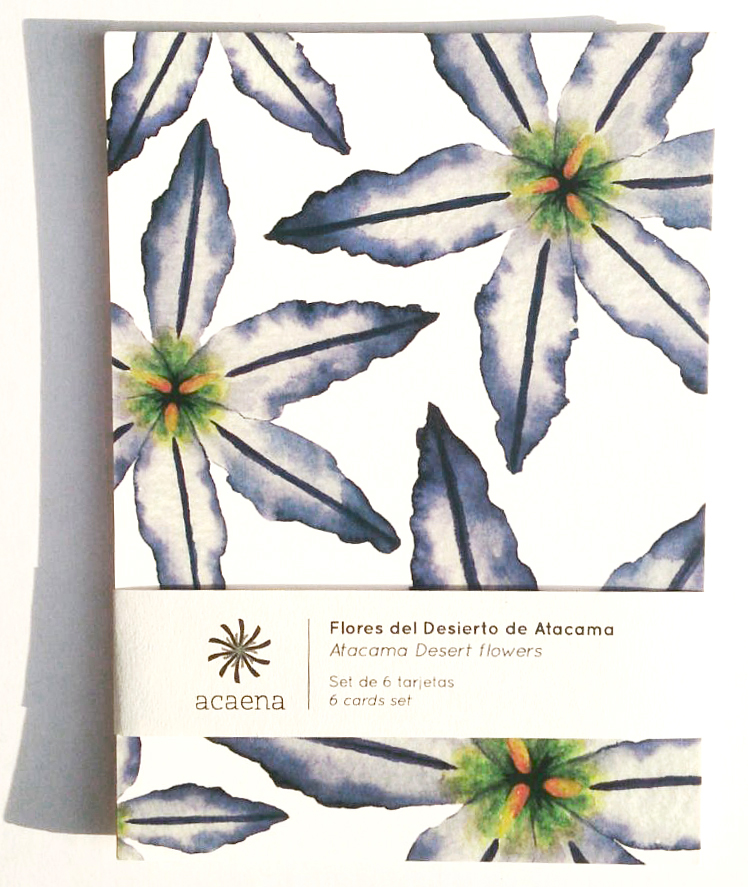 acaena
Flores del Desierto de Atacama
Atacama Desert flowers
Set de 6 tarjetas
6 cards set